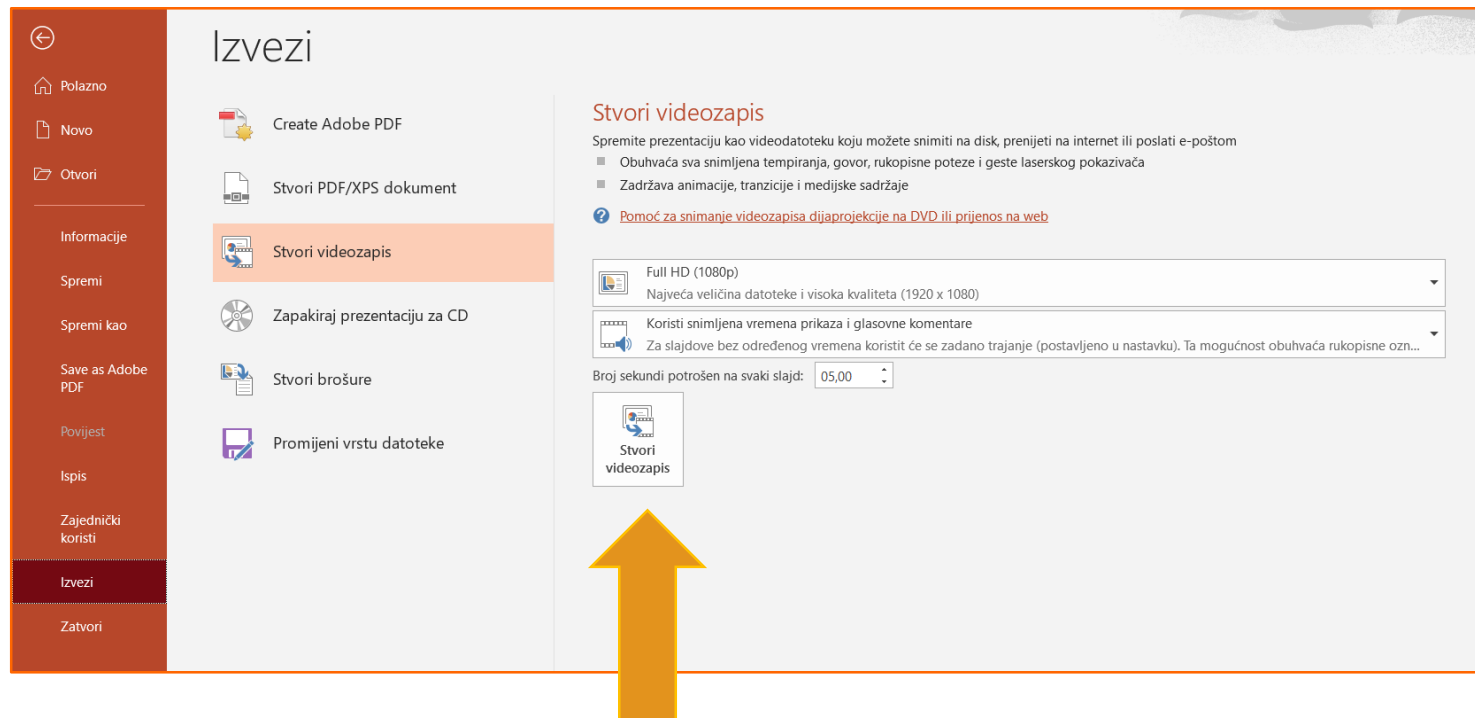 Izvezi
Polazno
Novo
Otvori
Informacije
Spremi
Spremi kao
Save as Adobe
PDF
Povijest
Ispis
Zajednički
koristi
Izvezi
Zatvori
Create Adobe PDF
Stvori PDF/XPS dokument
Stvori videozapis
Zapakiraj prezentaciju za CD
Stvori brošure
Promijeni vrstu datoteke
Stvori videozapis
Spremite prezentaciju kao videodatoteku koju možete snimiti na disk, prenijeti na internet ili poslati e-poštom
Obuhvaća sva snimljena tempiranja, govor, rukopisne poteze i geste laserskog pokazivača
Zadržava animacije, tranzicije i medijske sadržaje
Pomoć za snimanje videozapisa dijaprojekcije na DVD ili prijenos na web
Full HD (1080p)
Najveća veličina datoteke i visoka kvaliteta (1920 x 1080)
Koristi snimljena vremena prikaza i glasovne komentare
Za slajdove bez određenog vremena koristit će se zadano trajanje (postavljeno u nastavku). Ta mogućnost obuhvaća rukopisne ozn...
Broj sekundi potrošen na svaki slajd: 05,00
Stvori
videozapis